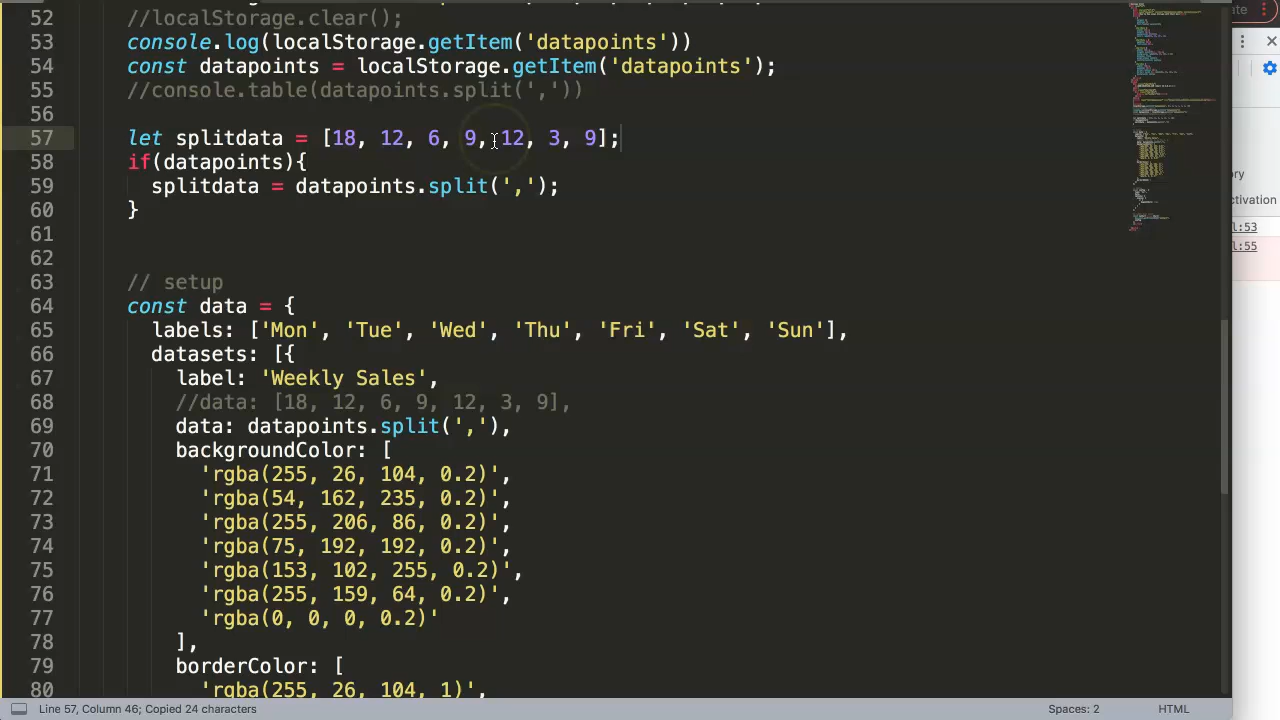 52 //localStorage.clear();
53 console.log(localStorage.getItem('datapoints'))
54 const datapoints = localStorage.getItem('datapoints');
55 //console.table(datapoints.split(','))
56
57 let splitdata = [18, 12, 6, 9, 12, 3, 9];
58 if(datapoints){
59 splitdata = datapoints.split(',');
60 }
61
62
63 // setup
64 const data = {
65 labels: ['Mon', 'Tue', 'Wed', 'Thu', 'Fri', 'Sat', 'Sun'],
66 datasets: [{
67 label: 'Weekly Sales',
68 //data: [18, 12, 6, 9, 12, 3, 9],
69 data: datapoints.split(','),
70 backgroundColor: [
71 'rgba(255, 26, 104, 0.2)',
72 'rgba(54, 162, 235, 0.2)',
73 'rgba(255, 206, 86, 0.2)',
74 'rgba(75, 192, 192, 0.2)',
75 'rgba(153, 102, 255, 0.2)',
76 'rgba(255, 159, 64, 0.2)',
77 'rgba(0, 0, 0, 0.2)'
78 ],
79 borderColor: [
80 'rgba(255, 26, 104, 1)',
Line 57, Column 46; Copied 24 characters
Spaces: 2
HTML
l:53
l:55